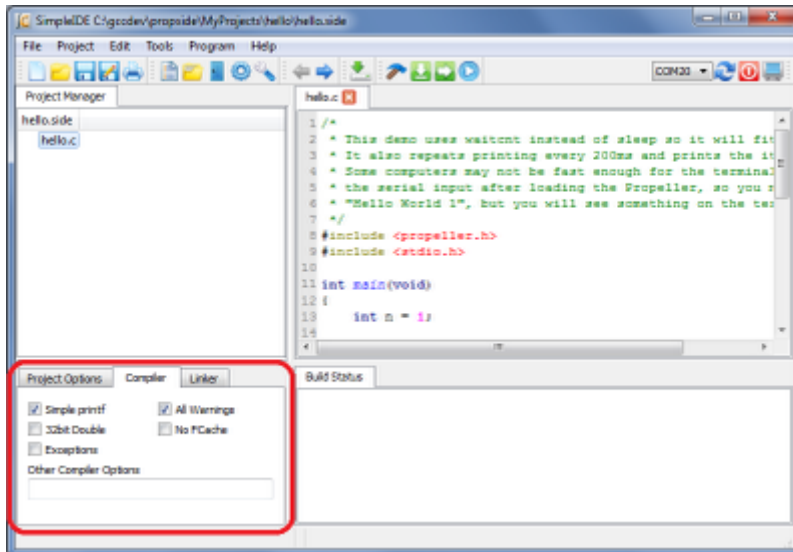 SimpleIDE C:\gccdev\propside\MyProjects\hello\hello.side
File Project Edit Tools Program Help
COM20
Project Manager
hello.side
hello.c
hello.c
1 /*
2 * This demo uses waitcnt instead of sleep so it will fit
3 * It also repeats printing every 200ms and prints the it
4 * Some computers may not be fast enough for the terminal
5 * the serial input after loading the Propeller, so you
6 * "Hello World 1", but you will see something on the ter
7 */
8 #include <propeller.h>
9 #include <stdio.h>
10
11 int main(void)
12 {
13 int n = 1;
14
Project Options Compiler Linker
Simple printf All Warnings
32bit Double No FCache
Exceptions
Other Compiler Options
Build Status